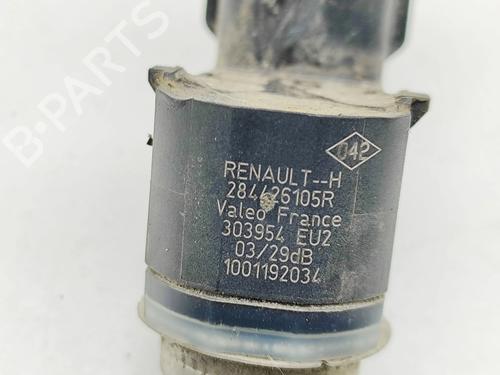 B-PARTS
042
RENAULT--H
284426105R
Valeo France
303954 EU2
03/29dB
1001192034